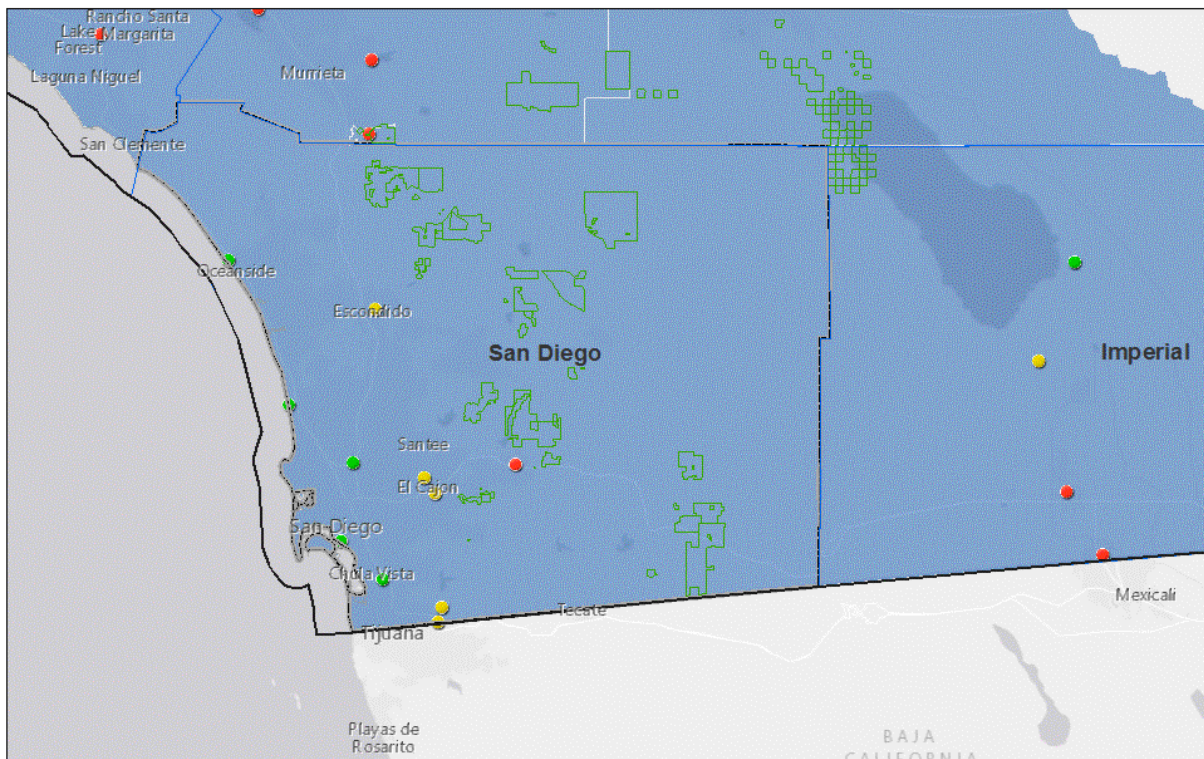 Rancho Santa
Margarita
Lake
Forest
Laguna Niguel
Murrieta
San Clemente
Oceanside
Escondido
San Diego
Imperial
Santee
El Cajon
San Diego
Chula Vista
Tijuana
Tecate
Mexicali
Playas de
Rosarito
BAJA
CALIFORNIA